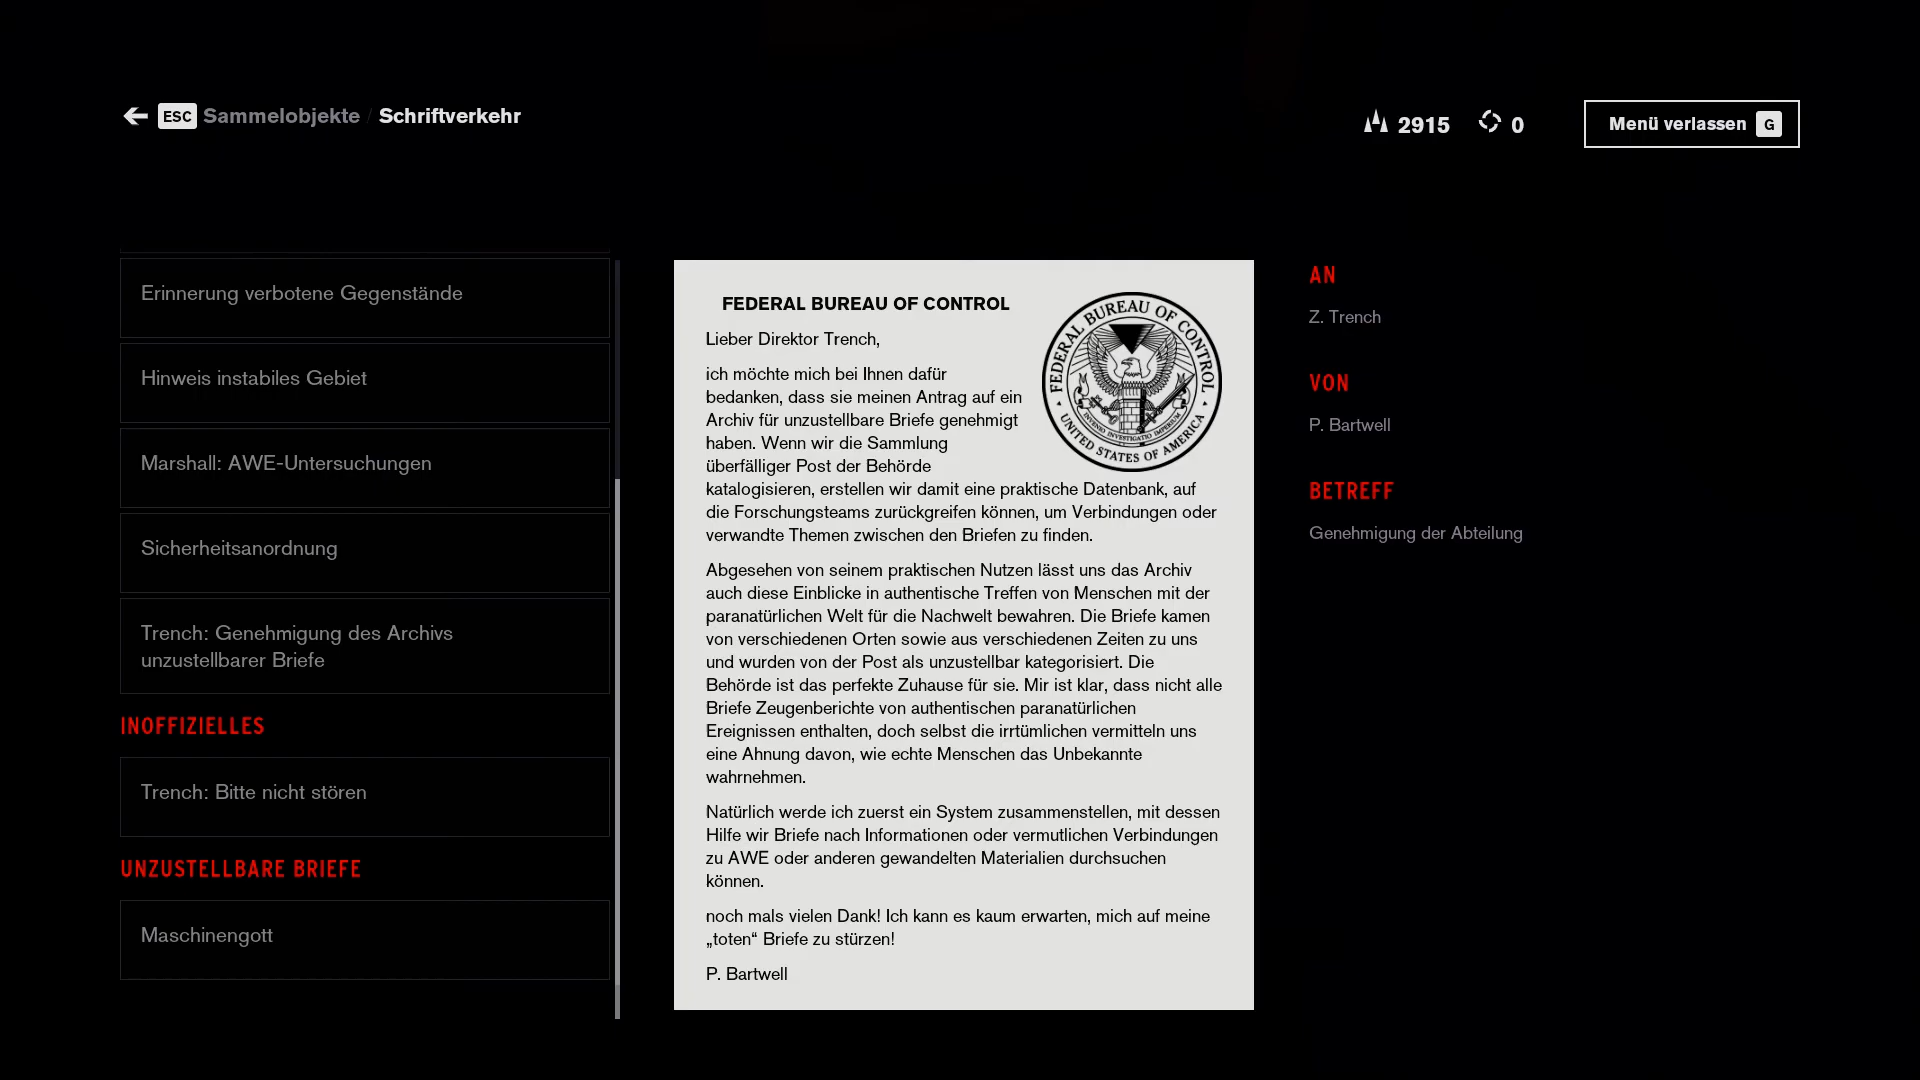 ESC Sammelobjekte / Schriftverkehr
2915
0
Menü verlassen G
Erinnerung verbotene Gegenstände
Hinweis instabiles Gebiet
Marshall: AWE-Untersuchungen
Sicherheitsanordnung
Trench: Genehmigung des Archivs
unzustellbarer Briefe
INOFFIZIELLES
Trench: Bitte nicht stören
UNZUSTELLBARE BRIEFE
Maschinengott
FEDERAL BUREAU OF CONTROL
FEDERAL BUREAU OF CONTROL
UNITED STATES OF AMERICA
INVENIO INVESTIGATIO IMPERIUM
Lieber Direktor Trench,
ich möchte mich bei Ihnen dafür
bedanken, dass sie meinen Antrag auf ein
Archiv für unzustellbare Briefe genehmigt
haben. Wenn wir die Sammlung
überfälliger Post der Behörde
katalogisieren, erstellen wir damit eine praktische Datenbank, auf
die Forschungsteams zurückgreifen können, um Verbindungen oder
verwandte Themen zwischen den Briefen zu finden.
Abgesehen von seinem praktischen Nutzen lässt uns das Archiv
auch diese Einblicke in authentische Treffen von Menschen mit der
paranatürlichen Welt für die Nachwelt bewahren. Die Briefe kamen
von verschiedenen Orten sowie aus verschiedenen Zeiten zu uns
und wurden von der Post als unzustellbar kategorisiert. Die
Behörde ist das perfekte Zuhause für sie. Mir ist klar, dass nicht alle
Briefe Zeugenberichte von authentischen paranatürlichen
Ereignissen enthalten, doch selbst die irrtümlichen vermitteln uns
eine Ahnung davon, wie echte Menschen das Unbekannte
wahrnehmen.
Natürlich werde ich zuerst ein System zusammenstellen, mit dessen
Hilfe wir Briefe nach Informationen oder vermutlichen Verbindungen
zu AWE oder anderen gewandelten Materialien durchsuchen
können.
noch mals vielen Dank! Ich kann es kaum erwarten, mich auf meine
„toten“ Briefe zu stürzen!
P. Bartwell
AN
Z. Trench
VON
P. Bartwell
BETREFF
Genehmigung der Abteilung